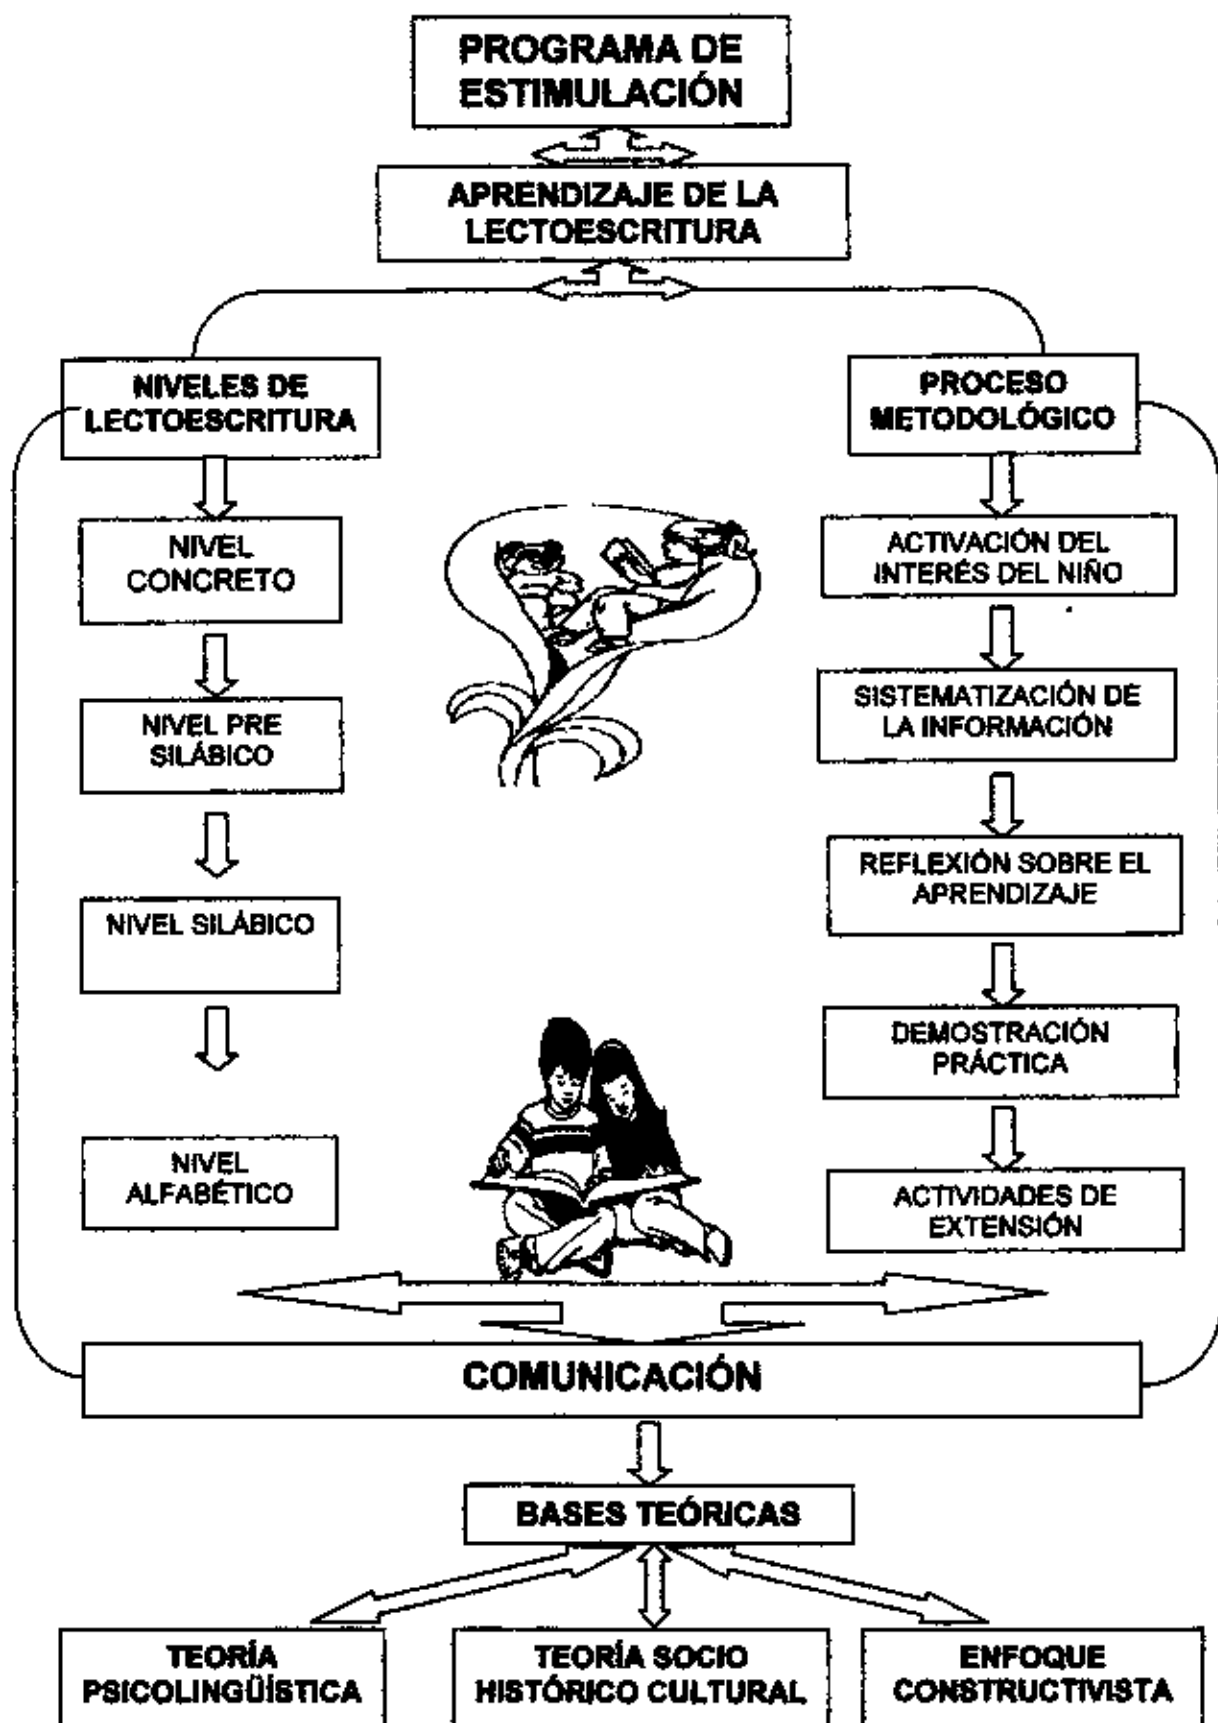 PROGRAMA DE
ESTIMULACIÓN
APRENDIZAJE DE LA
LECTOESCRITURA
NIVELES DE
LECTOESCRITURA
NIVEL
CONCRETO
NIVEL PRE
SILÁBICO
NIVEL SILÁBICO
NIVEL
ALFABÉTICO
PROCESO
METODOLÓGICO
ACTIVACIÓN DEL
INTERÉS DEL NIÑO
SISTEMATIZACIÓN DE
LA INFORMACIÓN
REFLEXIÓN SOBRE EL
APRENDIZAJE
DEMOSTRACIÓN
PRÁCTICA
ACTIVIDADES DE
EXTENSIÓN
COMUNICACIÓN
BASES TEÓRICAS
TEORÍA
PSICOLINGÜÍSTICA
TEORÍA SOCIO
HISTÓRICO CULTURAL
ENFOQUE
CONSTRUCTIVISTA